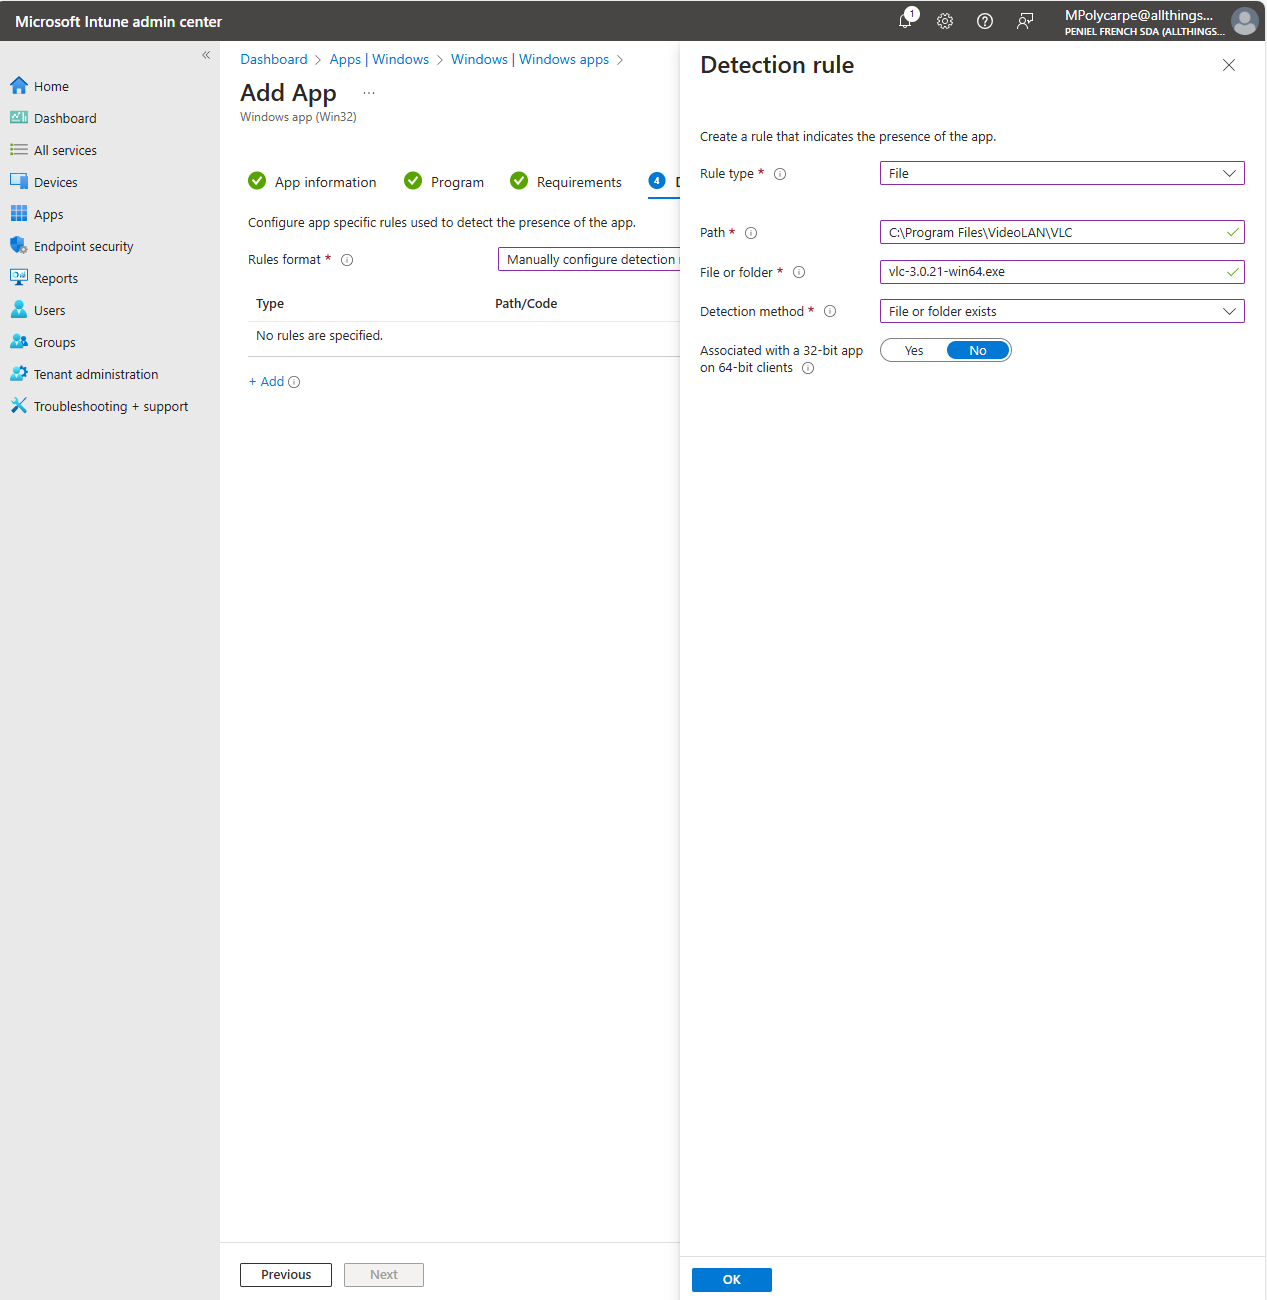 Microsoft Intune admin center
1
MPolycarpe@allthings...
PENIEL FRENCH SDA (ALLTHINGS...
«
Home
Dashboard
All services
Devices
Apps
Endpoint security
Reports
Users
Groups
Tenant administration
Troubleshooting + support
Dashboard > Apps | Windows > Windows | Windows apps >
Add App ...
Windows app (Win32)
App information
Program
Requirements
4 D
Configure app specific rules used to detect the presence of the app.
Rules format *
Manually configure detection
Type Path/Code
No rules are specified.
+ Add
Previous
Next
Detection rule
Create a rule that indicates the presence of the app.
Rule type * File
Path * C:\Program Files\VideoLAN\VLC
File or folder * vlc-3.0.21-win64.exe
Detection method * File or folder exists
Associated with a 32-bit app
on 64-bit clients
Yes No
OK